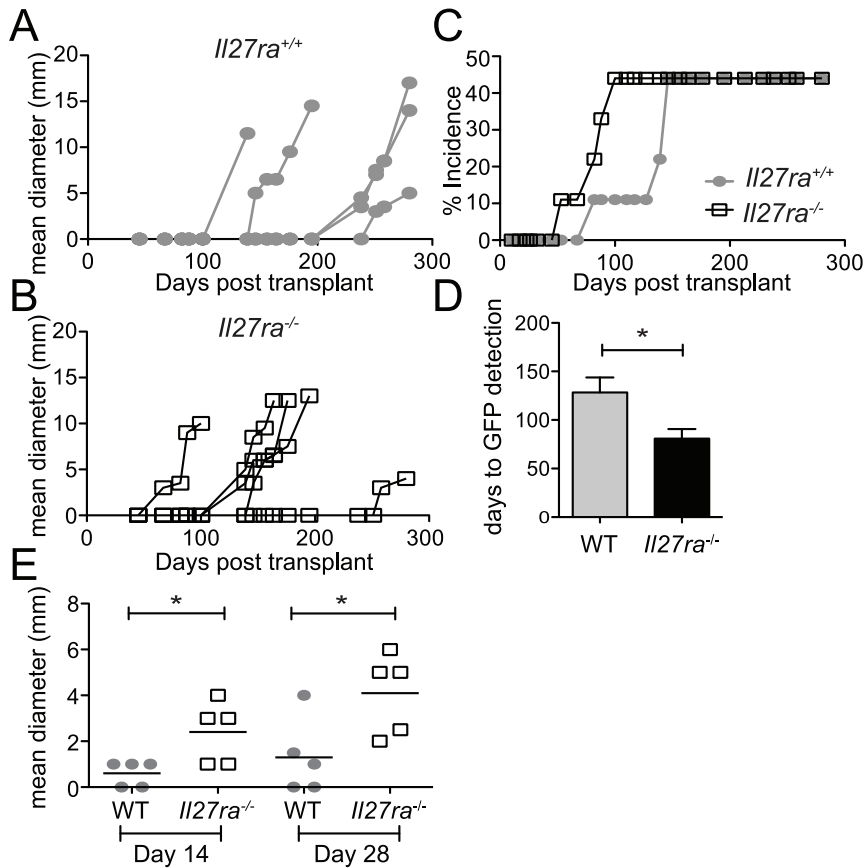 A
Il27ra+/+
mean diameter (mm)
20
15
10
5
0
0 100 200 300
Days post transplant
B
Il27ra-/-
mean diameter (mm)
20
15
10
5
0
0 100 200 300
Days post transplant
C
% Incidence
50
40
30
20
10
0
0 100 200 300
Days post transplant
Il27ra+/+
Il27ra-/-
D
days to GFP detection
200
150
100
50
0
*
WT Il27ra-/-
E
mean diameter (mm)
8
6
4
2
0
* *
WT Il27ra-/- WT Il27ra-/-
Day 14 Day 28